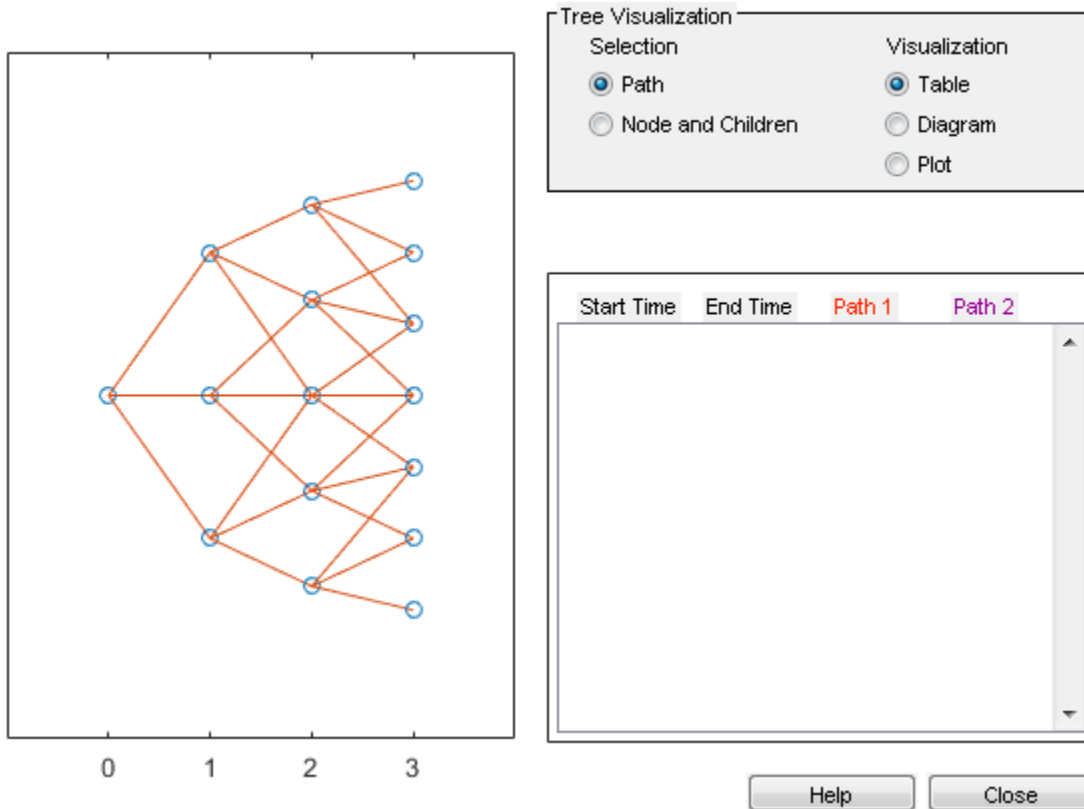 Tree Visualization
Selection
Visualization
Path
Table
Node and Children
Diagram
Plot
Start Time End Time Path 1 Path 2
0 1 2 3
Help
Close